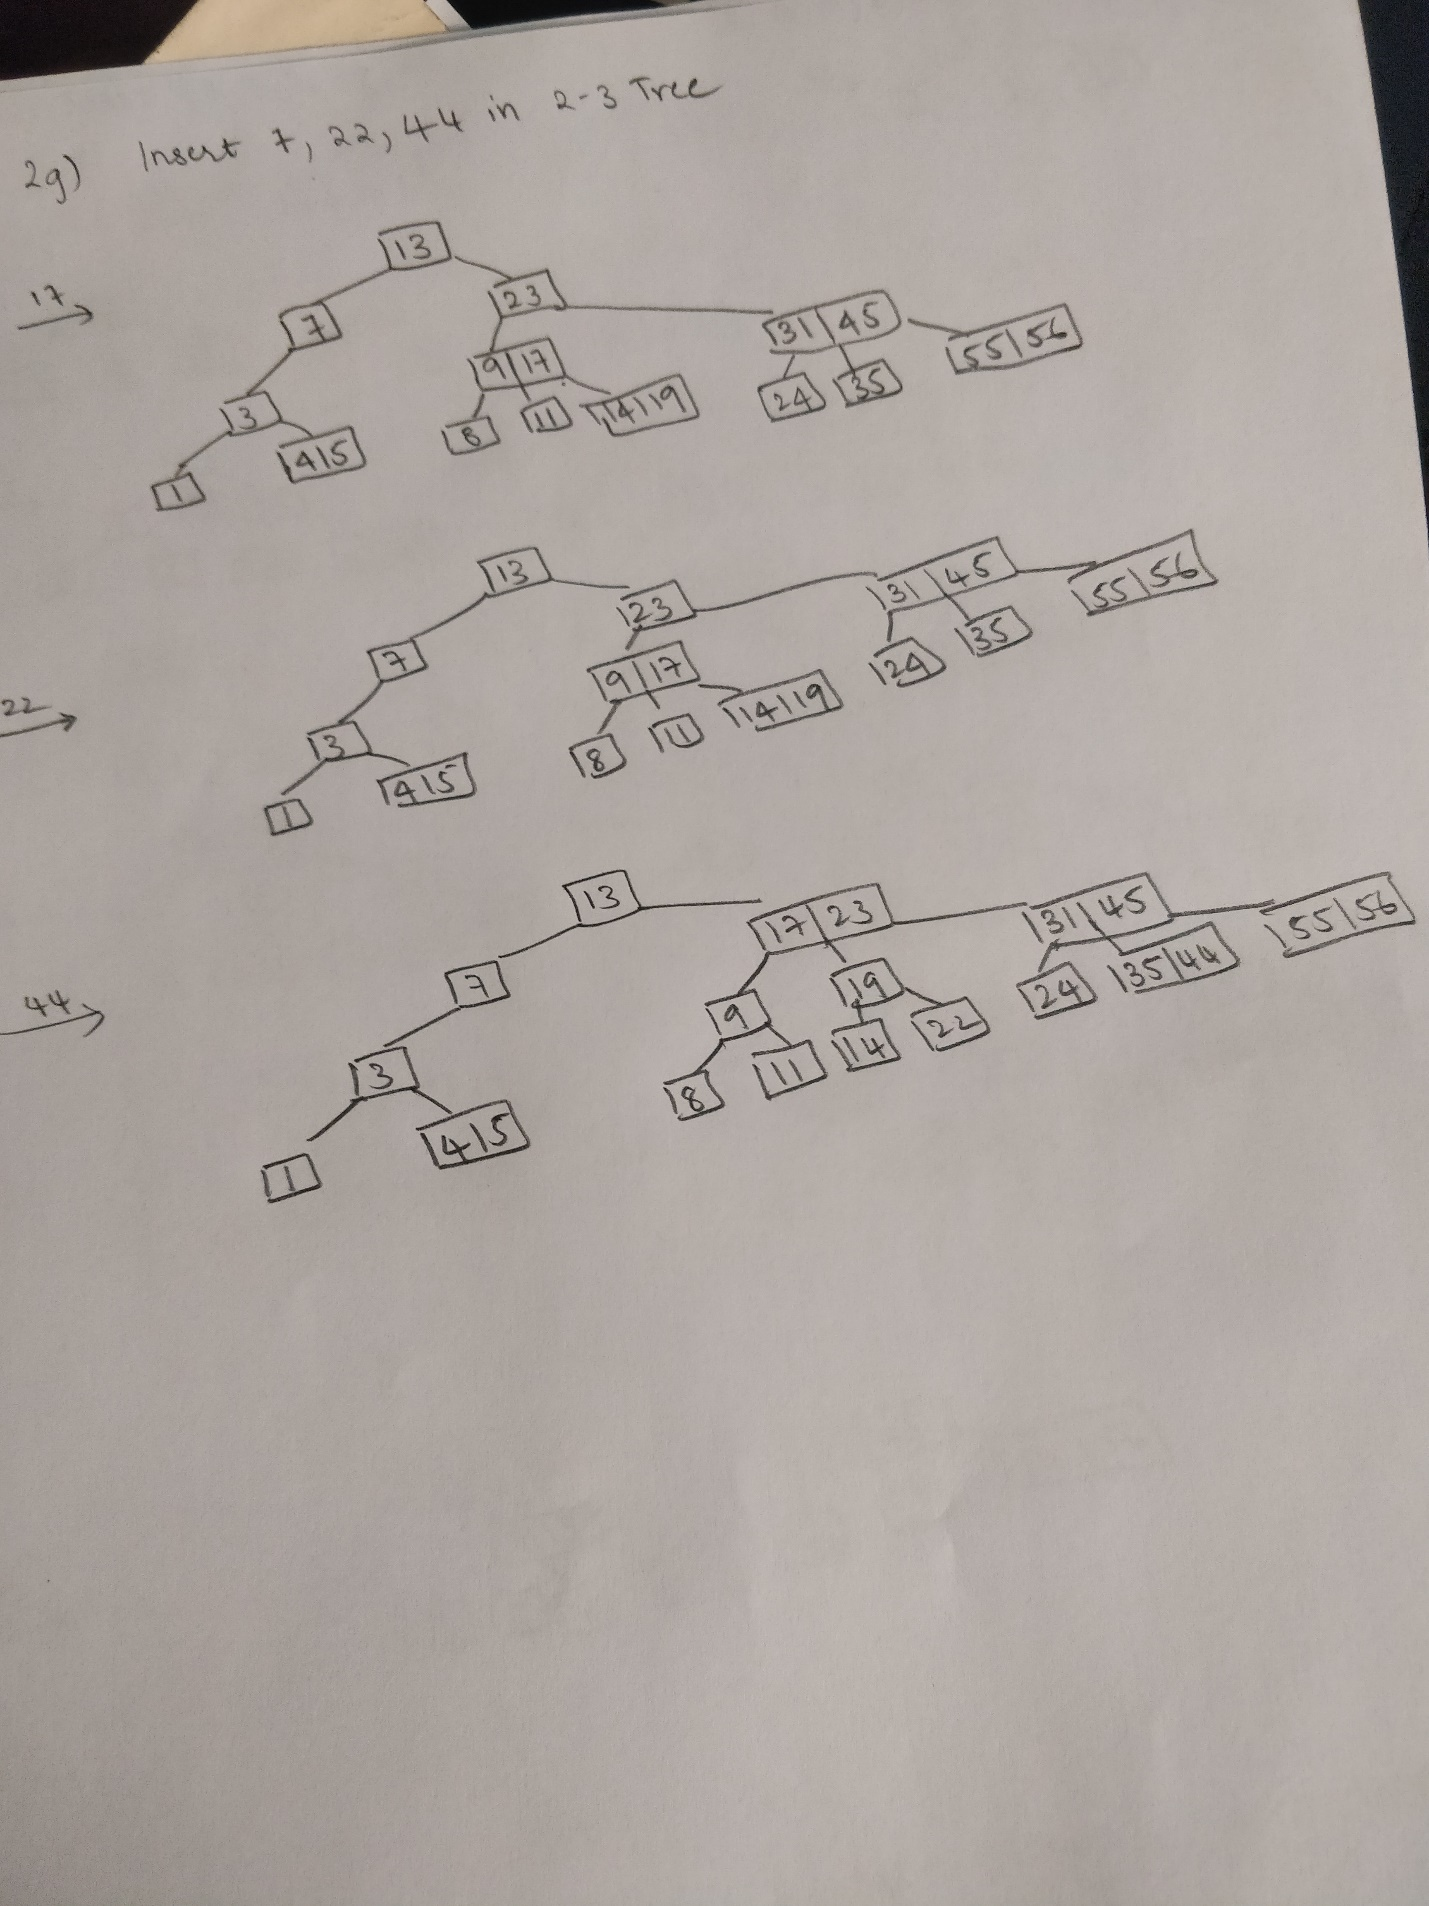 2g) Insert 7, 22, 44 in 2-3 Tree
17
13
7 23 31|45 55|56
3 9|17 24 35
1 4|5 8 11 14|19
22
13 31|45 55|56
7 23 24 35
3 9|17
1 4|5 8 11 14|19
44
13 17|23 31|45 55|56
7 9 19 24 35|44
3 8 11 14 22
1 4|5